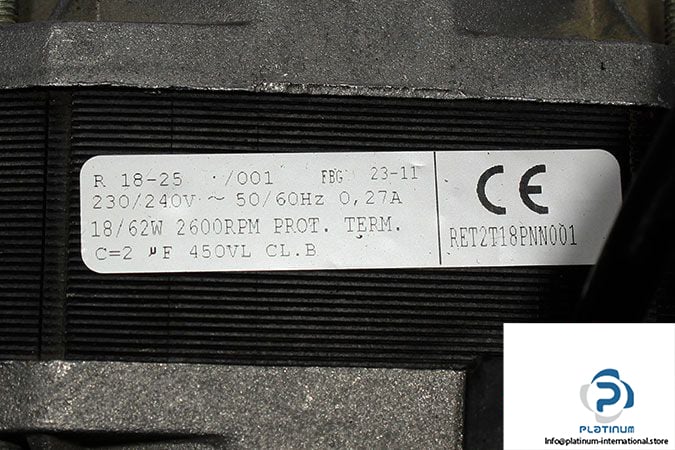 R 18-25 /001 FBG 23-11
230/240V ~ 50/60Hz 0,27A
18/62W 2600RPM PROT. TERM.
C=2 µF 450VL CL.B
CE
RET2T18PNN001
PLATINUM
Info@platinum-international.store